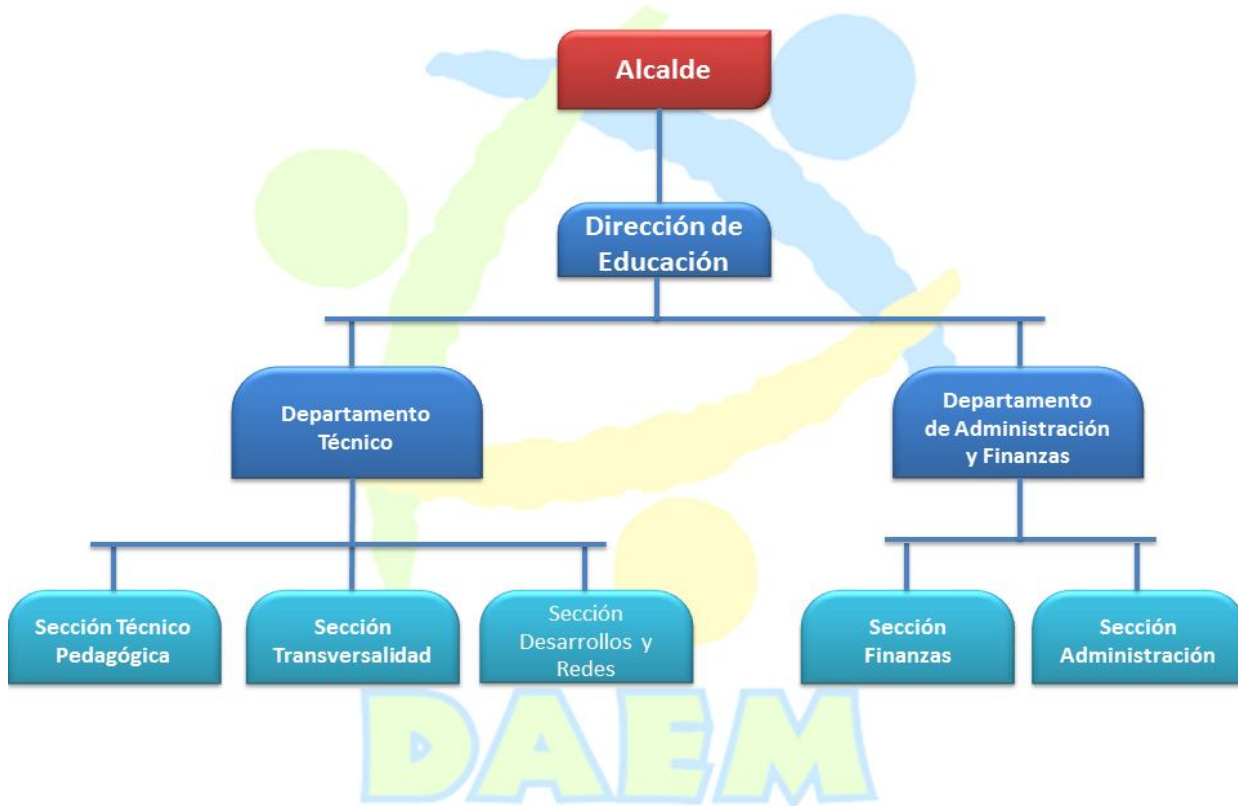 Alcalde
Dirección de
Educación
Departamento
Técnico
Departamento
de Administración
y Finanzas
Sección Técnico
Pedagógica
Sección
Transversalidad
Sección
Desarrollos y
Redes
Sección
Finanzas
Sección
Administración
DAEM